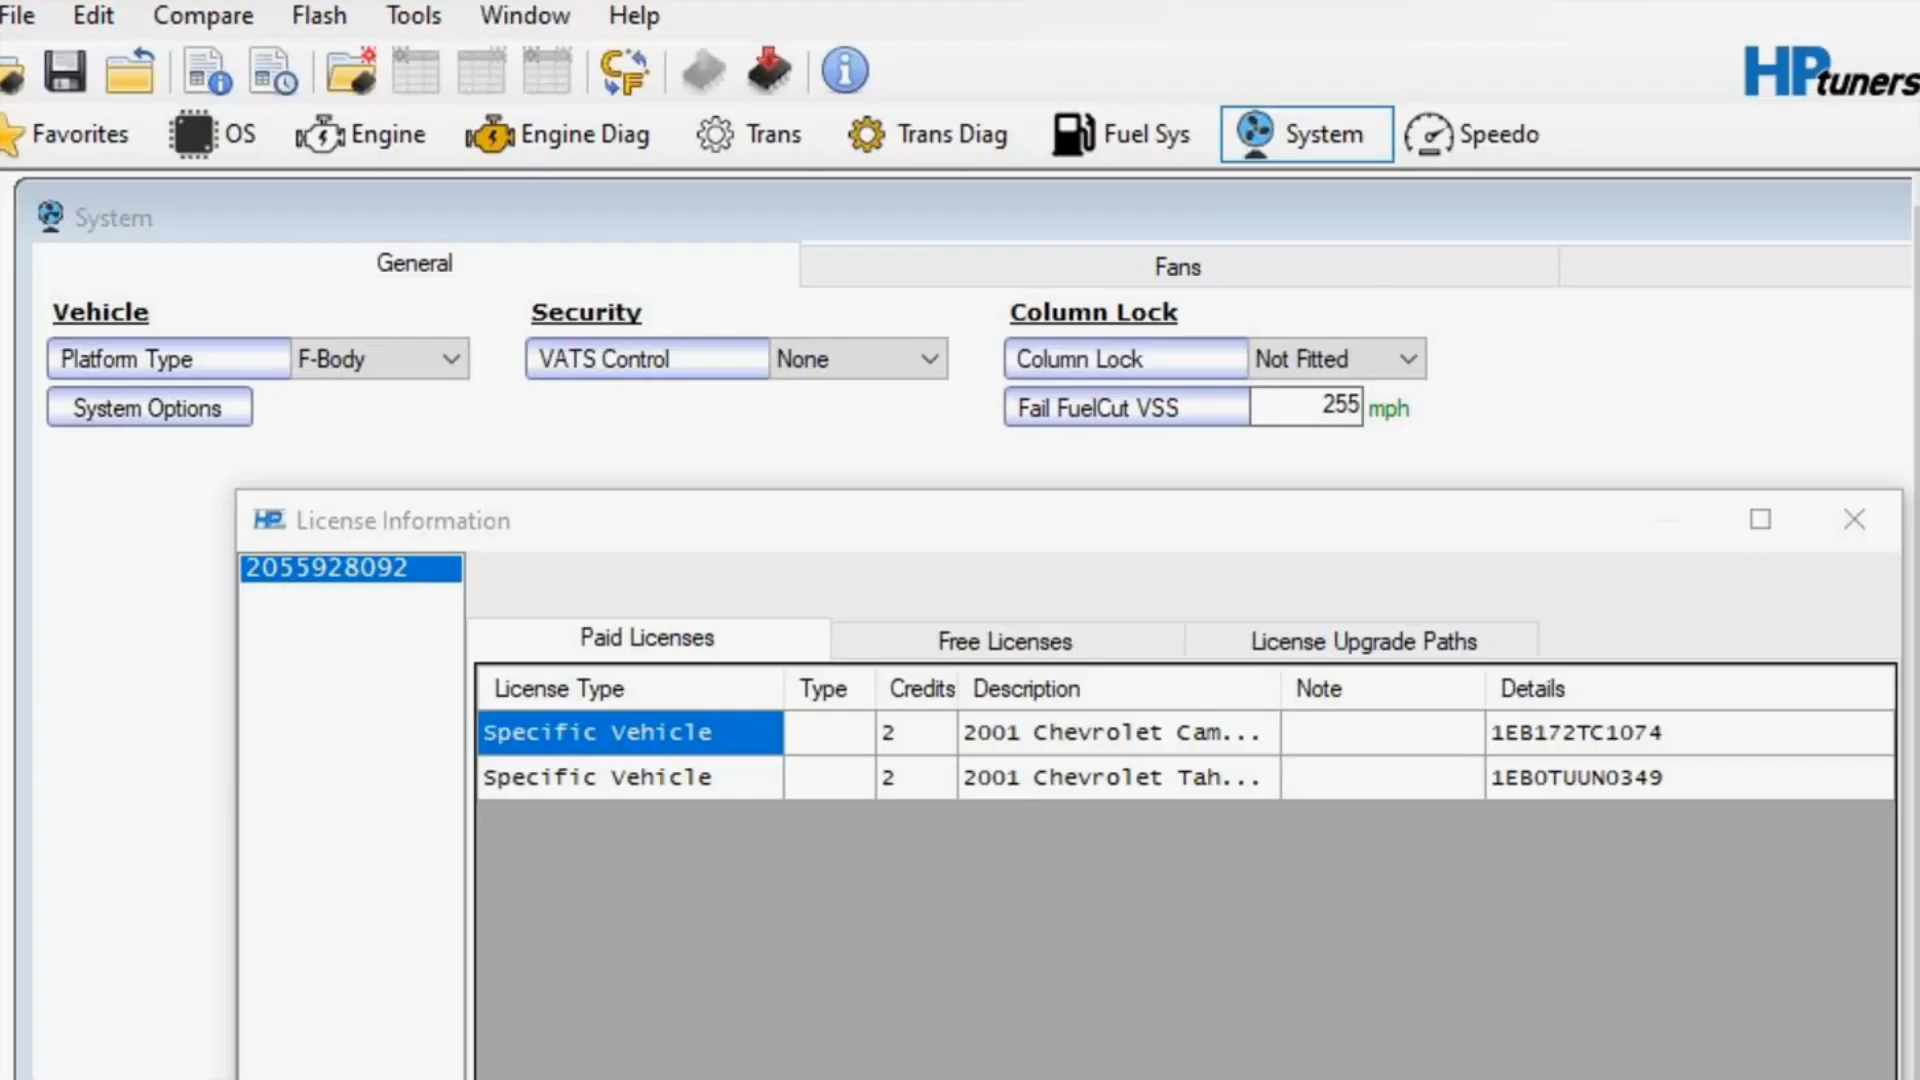 File Edit Compare Flash Tools Window Help
HPtuners
Favorites OS Engine Engine Diag Trans Trans Diag Fuel Sys System Speedo
System
General Fans
Vehicle Security Column Lock
Platform Type F-Body VATS Control None Column Lock Not Fitted
System Options Fail FuelCut VSS 255 mph
HP License Information
2055928092
Paid Licenses Free Licenses License Upgrade Paths
License Type Type Credits Description Note Details
Specific Vehicle 2 2001 Chevrolet Cam... 1EB172TC1074
Specific Vehicle 2 2001 Chevrolet Tah... 1EB0TUUN0349